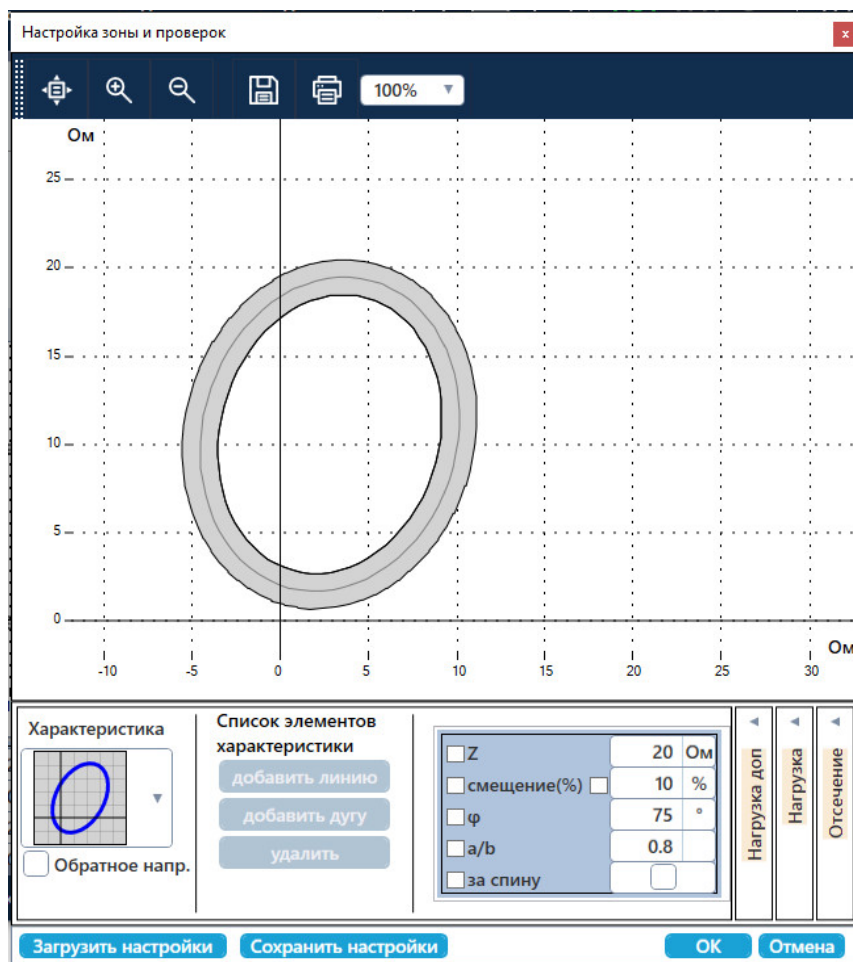 Настройка зоны и проверок
x
100%
Ом
25
20
15
10
5
0
Ом
-10
-5
0
5
10
15
20
25
30
Характеристика
Обратное напр.
Список элементов
характеристики
добавить линию
добавить дугу
удалить
Z 20 Ом
смещение(%) 10 %
φ 75 °
a/b 0.8
за спину
Нагрузка доп
Нагрузка
Отсечение
Загрузить настройки Сохранить настройки OK Отмена